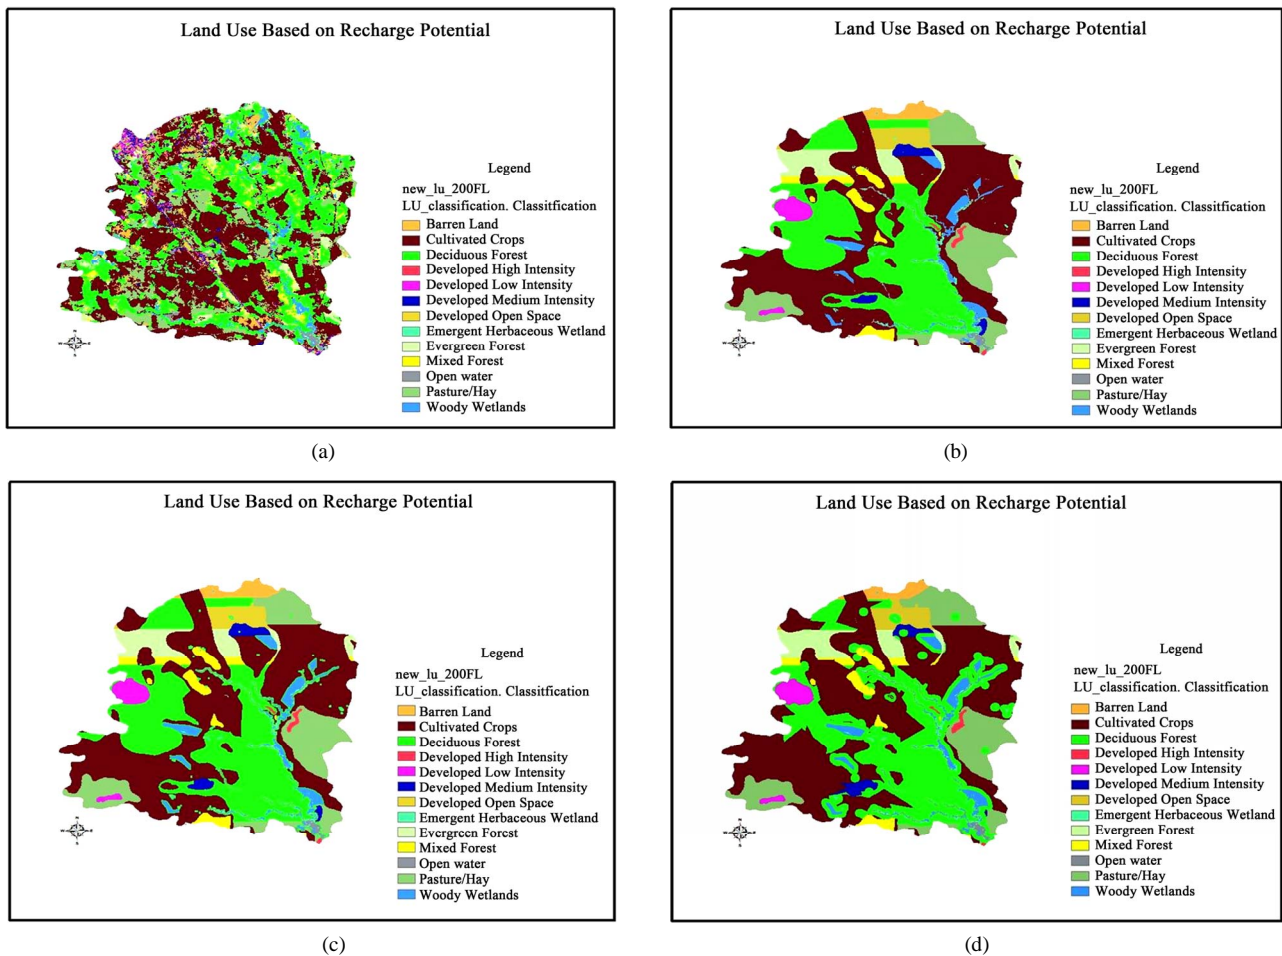 Land Use Based on Recharge Potential
Legend
new_lu_200FL
LU_classification. Classitfication
Barren Land
Cultivated Crops
Deciduous Forest
Developed High Intensity
Developed Low Intensity
Developed Medium Intensity
Developed Open Space
Emergent Herbaceous Wetland
Evergreen Forest
Mixed Forest
Open water
Pasture/Hay
Woody Wetlands
(a)
Land Use Based on Recharge Potential
Legend
new_lu_200FL
LU_classification. Classitfication
Barren Land
Cultivated Crops
Deciduous Forest
Developed High Intensity
Developed Low Intensity
Developed Medium Intensity
Developed Open Space
Emergent Herbaceous Wetland
Evergreen Forest
Mixed Forest
Open water
Pasture/Hay
Woody Wetlands
(b)
Land Use Based on Recharge Potential
Legend
new_lu_200FL
LU_classification. Classitfication
Barren Land
Cultivated Crops
Deciduous Forest
Developed High Intensity
Developed Low Intensity
Developed Medium Intensity
Developed Open Space
Emergent Herbaceous Wetland
Evergreen Forest
Mixed Forest
Open water
Pasture/Hay
Woody Wetlands
(c)
Land Use Based on Recharge Potential
Legend
new_lu_200FL
LU_classification. Classitfication
Barren Land
Cultivated Crops
Deciduous Forest
Developed High Intensity
Developed Low Intensity
Developed Medium Intensity
Developed Open Space
Emergent Herbaceous Wetland
Evergreen Forest
Mixed Forest
Open water
Pasture/Hay
Woody Wetlands
(d)